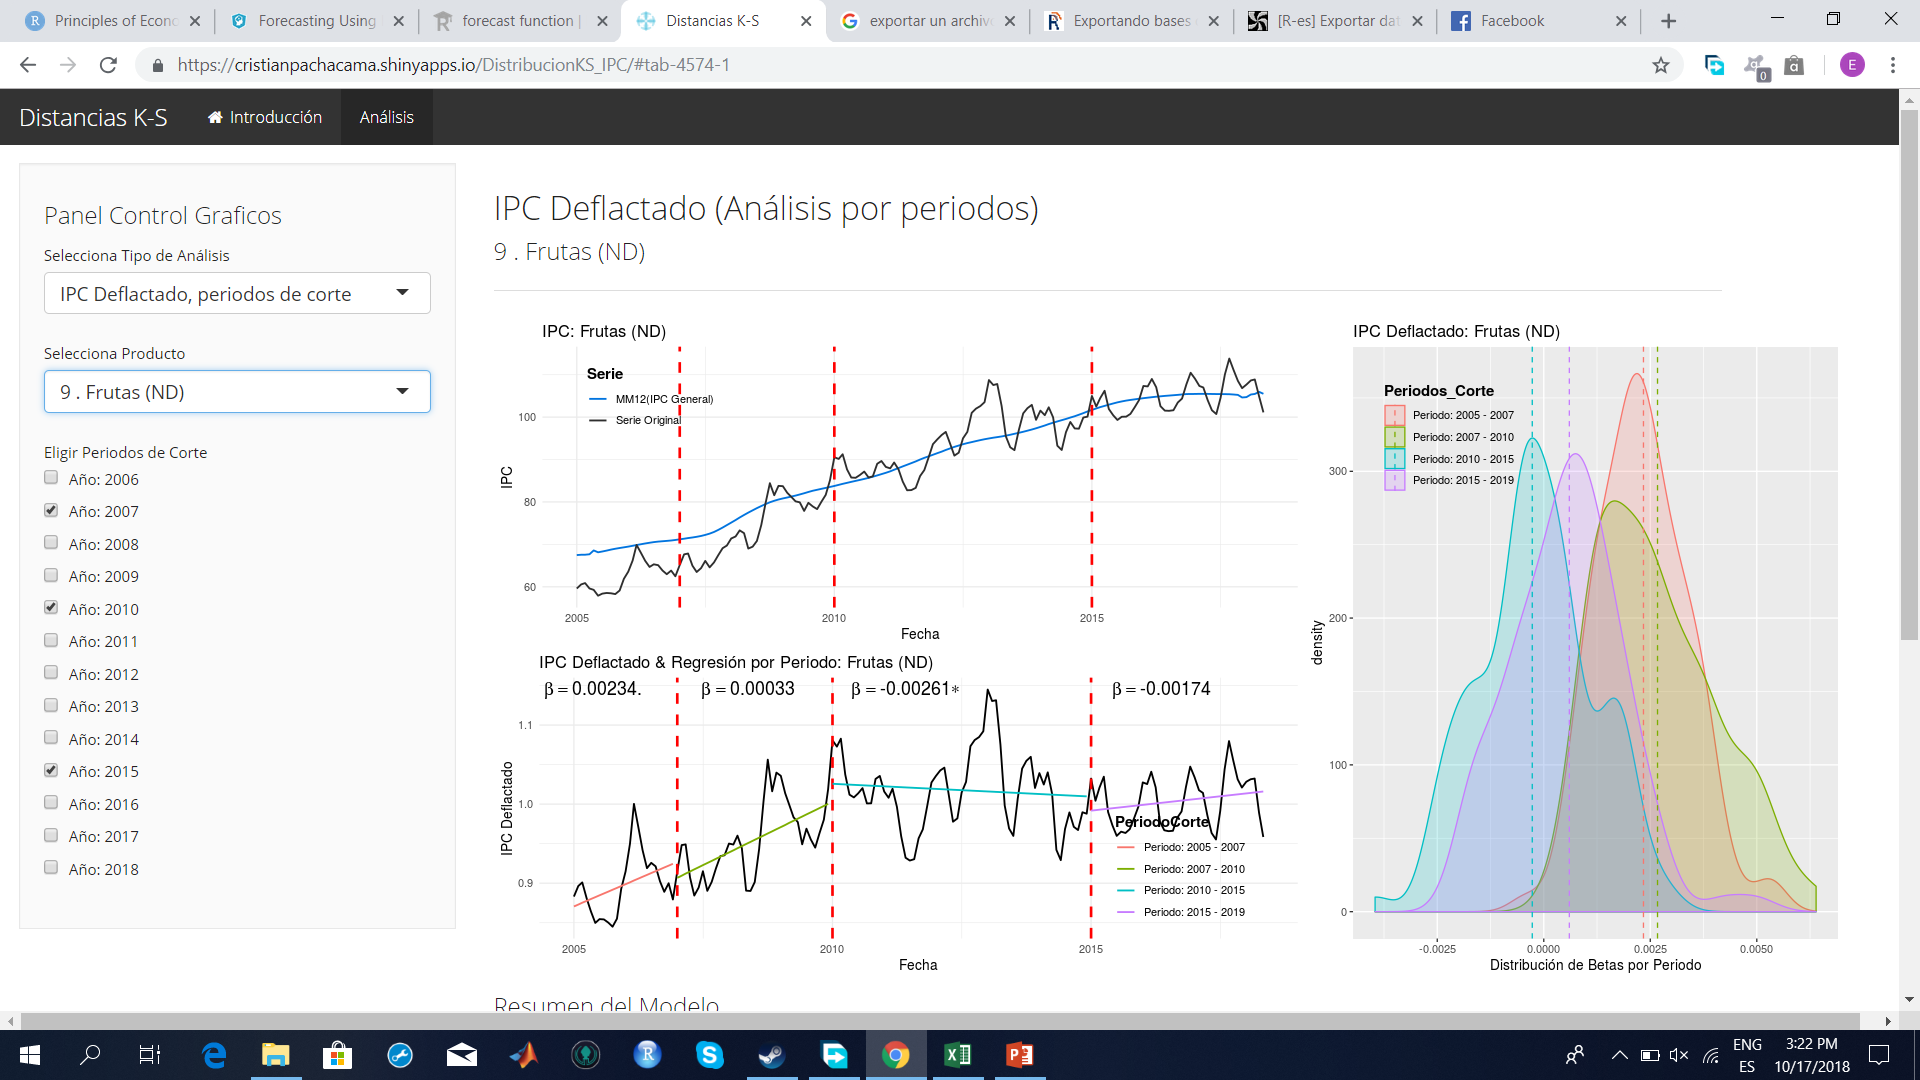 Principles of Econo
Forecasting Using
forecast function |
Distancias K-S
exportar un archivo
Exportando bases
[R-es] Exportar dat
Facebook
https://cristianpachacama.shinyapps.io/DistribucionKS_IPC/#tab-4574-1
0
E
Distancias K-S
Introducción
Análisis
Panel Control Graficos
Selecciona Tipo de Análisis
IPC Deflactado, periodos de corte
Selecciona Producto
9 . Frutas (ND)
Eligir Periodos de Corte
Año: 2006
Año: 2007
Año: 2008
Año: 2009
Año: 2010
Año: 2011
Año: 2012
Año: 2013
Año: 2014
Año: 2015
Año: 2016
Año: 2017
Año: 2018
IPC Deflactado (Análisis por periodos)
9 . Frutas (ND)
IPC: Frutas (ND)
Serie
MM12(IPC General)
Serie Original
IPC
100
80
60
2005
2010
2015
Fecha
IPC Deflactado & Regresión por Periodo: Frutas (ND)
β = 0.00234.
β = 0.00033
β = -0.00261*
β = -0.00174
IPC Deflactado
1.1
1.0
0.9
PeriodoCorte
Periodo: 2005 - 2007
Periodo: 2007 - 2010
Periodo: 2010 - 2015
Periodo: 2015 - 2019
2005
2010
2015
Fecha
IPC Deflactado: Frutas (ND)
Periodos_Corte
Periodo: 2005 - 2007
Periodo: 2007 - 2010
Periodo: 2010 - 2015
Periodo: 2015 - 2019
density
300
200
100
0
-0.0025
0.0000
0.0025
0.0050
Distribución de Betas por Periodo
Resumen del Modelo
ENG
ES
3:22 PM
10/17/2018